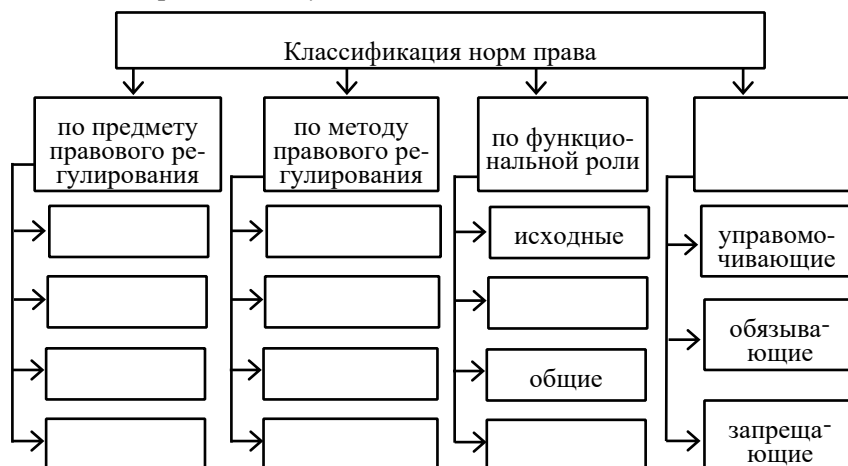 Классификация норм права
по предмету
правового ре-
гулирования
по методу
правового ре-
гулирования
по функцио-
нальной роли
исходные
управомо-
чивающие
обязыва-
ющие
общие
запреща-
ющие